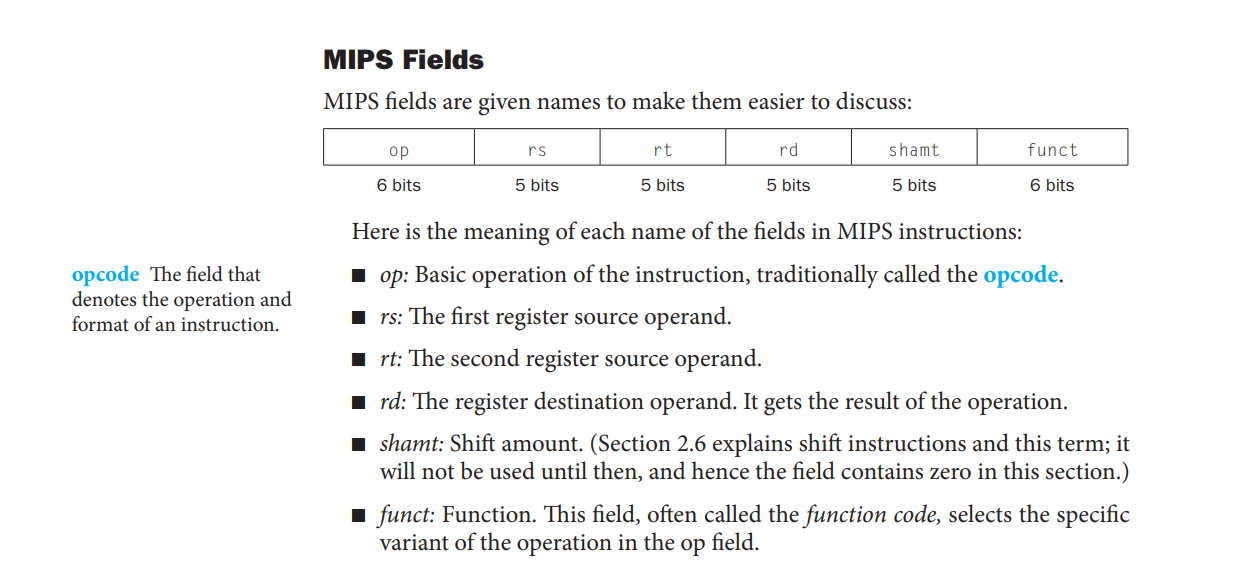 MIPS Fields
MIPS fields are given names to make them easier to discuss:
op rs rt rd shamt funct
6 bits 5 bits 5 bits 5 bits 5 bits 6 bits
Here is the meaning of each name of the fields in MIPS instructions:
opcode The field that
denotes the operation and
format of an instruction.
■ op: Basic operation of the instruction, traditionally called the opcode.
■ rs: The first register source operand.
■ rt: The second register source operand.
■ rd: The register destination operand. It gets the result of the operation.
■ shamt: Shift amount. (Section 2.6 explains shift instructions and this term; it
will not be used until then, and hence the field contains zero in this section.)
■ funct: Function. This field, often called the function code, selects the specific
variant of the operation in the op field.